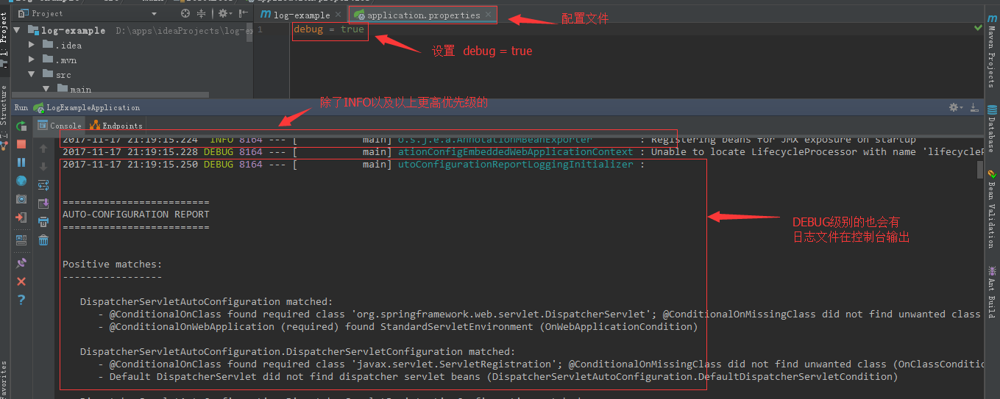 Project
log-example
application.properties
配置文件
log-example D:\apps\ideaProjects\log-ex
1
debug = true
.idea
设置 debug = true
.mvn
src
main
除了INFO以及以上更高优先级的
Run LogExampleApplication
Console Endpoints
2017-11-17 21:19:15.224 INFO 8164 --- [ main] o.s.j.e.a.AnnotationMBeanExporter : Registering beans for JMX exposure on startup
2017-11-17 21:19:15.228 DEBUG 8164 --- [ main] ationConfigEmbeddedWebApplicationContext : Unable to locate LifecycleProcessor with name 'lifecycleP
2017-11-17 21:19:15.250 DEBUG 8164 --- [ main] utoConfigurationReportLoggingInitializer :
=========================
AUTO-CONFIGURATION REPORT
=========================
DEBUG级别的也会有
日志文件在控制台输出
Positive matches:
-----------------
DispatcherServletAutoConfiguration matched:
- @ConditionalOnClass found required class 'org.springframework.web.servlet.DispatcherServlet'; @ConditionalOnMissingClass did not find unwanted class
- @ConditionalOnWebApplication (required) found StandardServletEnvironment (OnWebApplicationCondition)
DispatcherServletAutoConfiguration.DispatcherServletConfiguration matched:
- @ConditionalOnClass found required class 'javax.servlet.ServletRegistration'; @ConditionalOnMissingClass did not find unwanted class (OnClassConditio
- Default DispatcherServlet did not find dispatcher servlet beans (DispatcherServletAutoConfiguration.DefaultDispatcherServletCondition)
1: Project
Structure
Favorites
Maven Projects
Database
Bean Validation
Ant Build